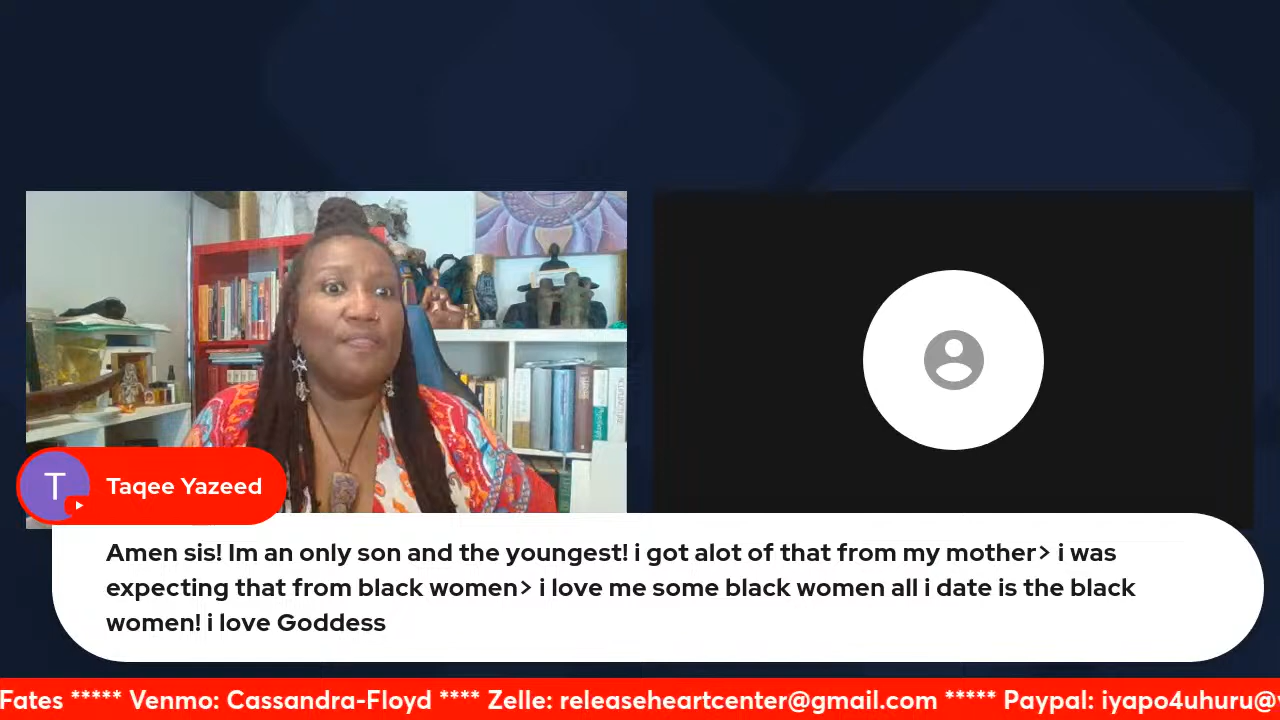 T
Taqee Yazeed
Amen sis! Im an only son and the youngest! i got alot of that from my mother> i was
expecting that from black women> i love me some black women all i date is the black
women! i love Goddess
Fates ***** Venmo: Cassandra-Floyd **** Zelle: releaseheartcenter@gmail.com ***** Paypal: iyapo4uhuru@